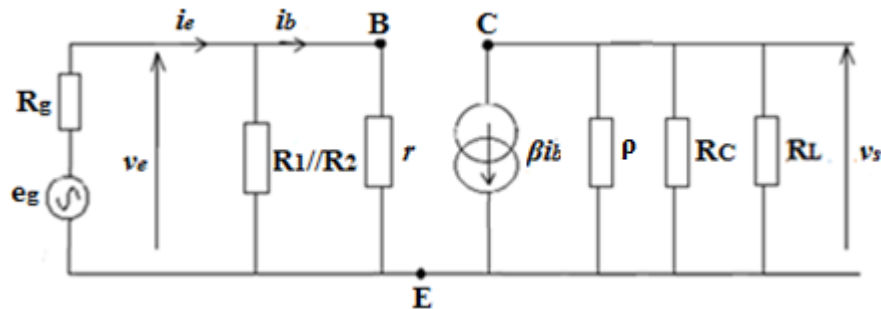 ie ib B C
Rg ve R1//R2 r βib ρ RC RL vs
eg
E